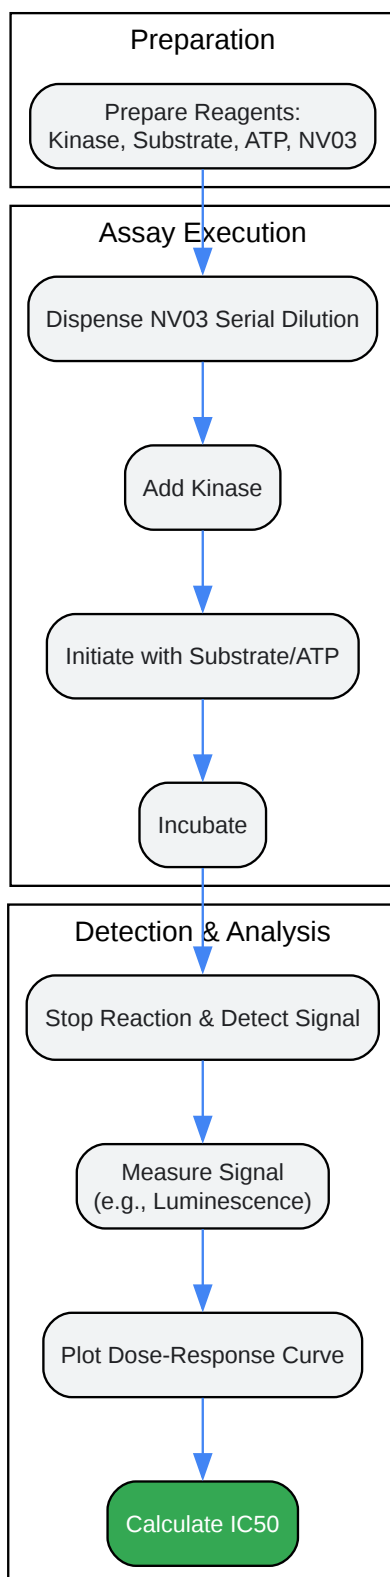 Preparation
Prepare Reagents:
Kinase, Substrate, ATP, NV03
Assay Execution
Dispense NV03 Serial Dilution
Add Kinase
Initiate with Substrate/ATP
Incubate
Detection & Analysis
Stop Reaction & Detect Signal
Measure Signal
(e.g., Luminescence)
Plot Dose-Response Curve
Calculate IC50